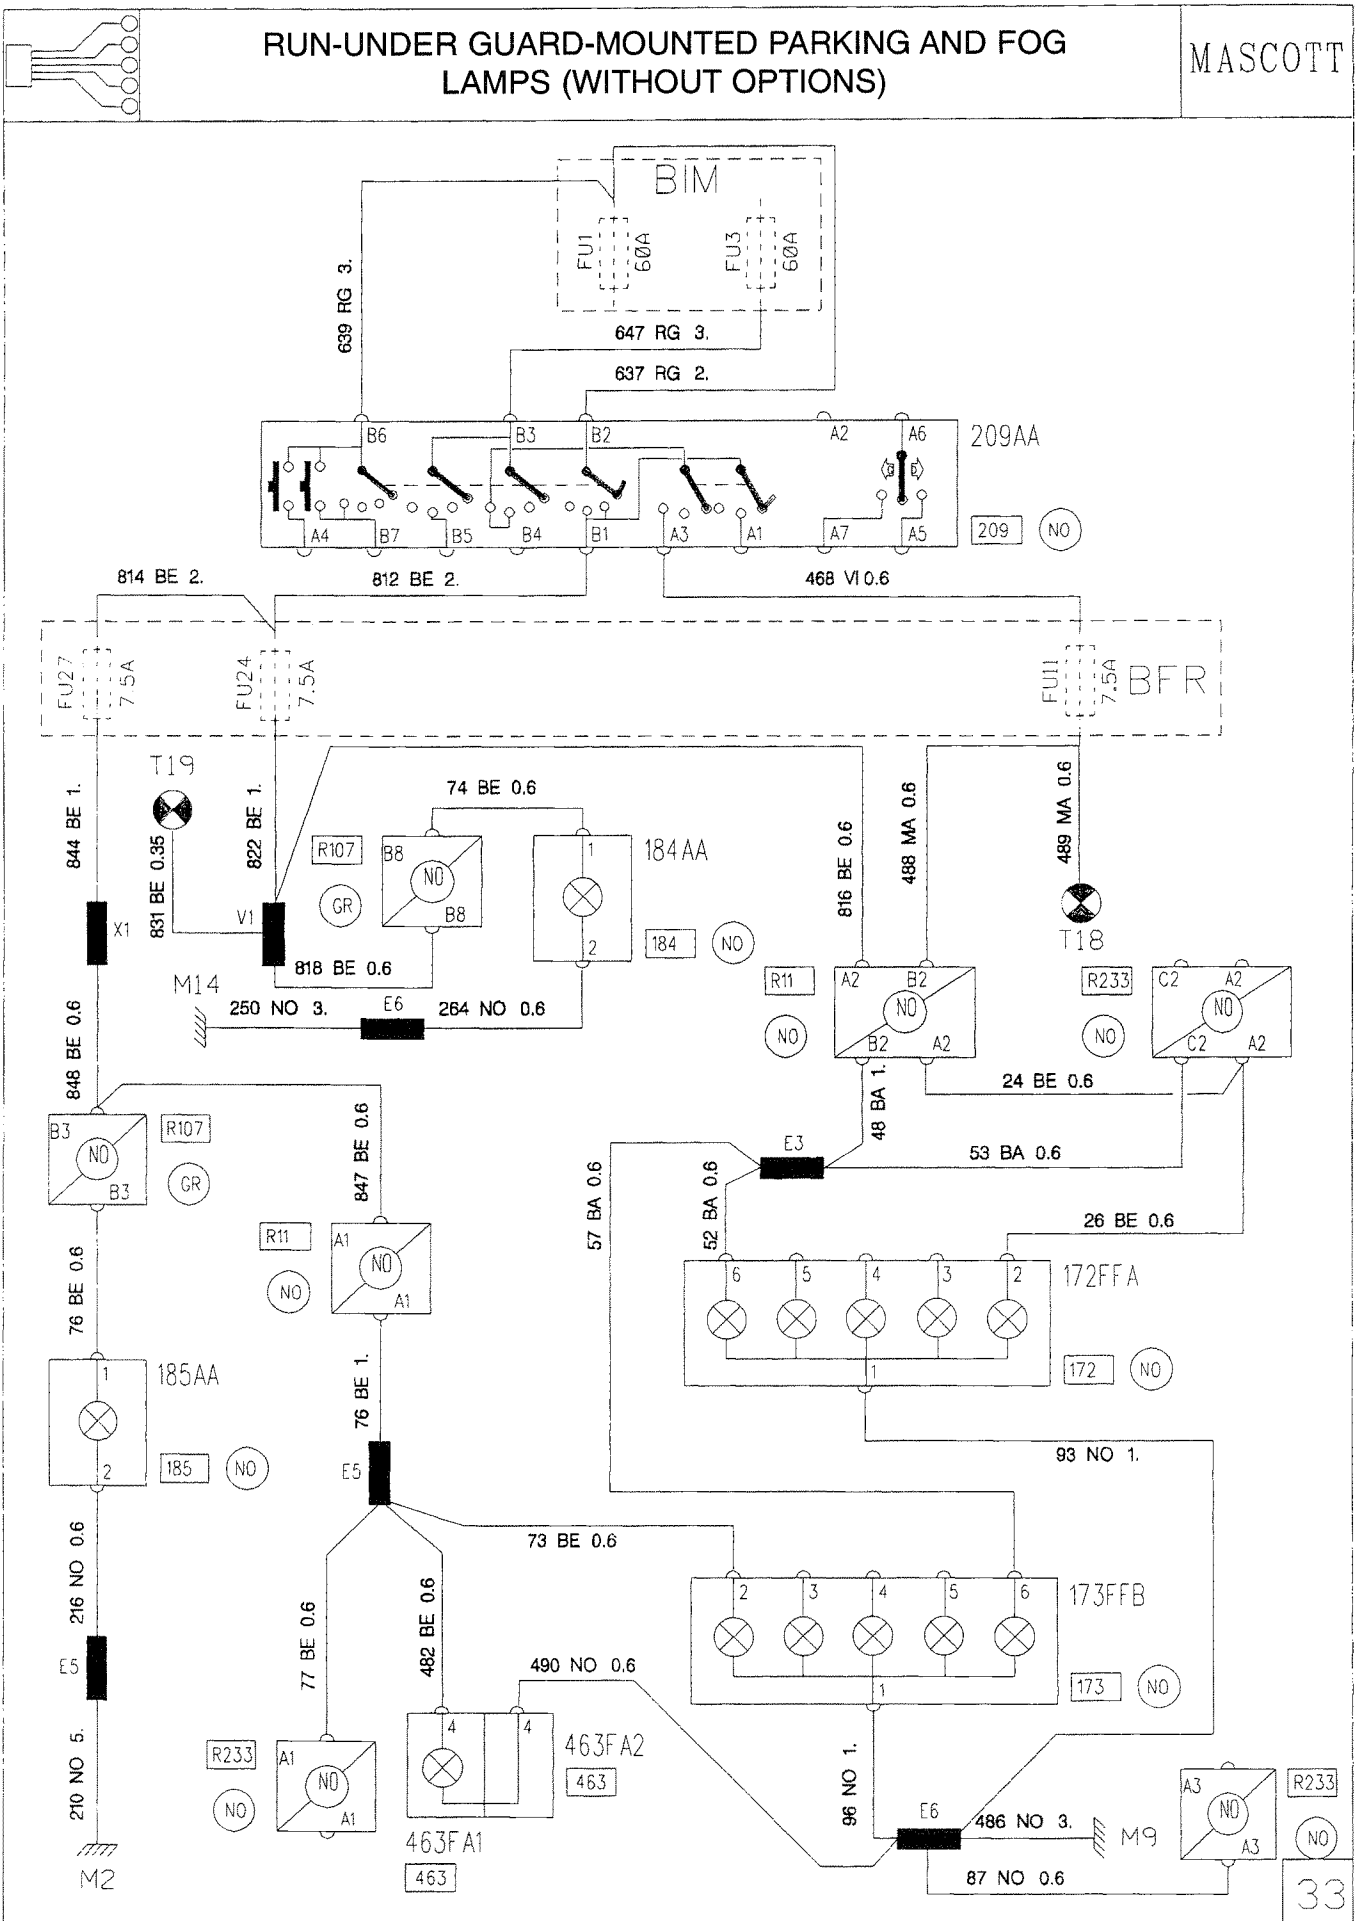 RUN-UNDER GUARD-MOUNTED PARKING AND FOG
LAMPS (WITHOUT OPTIONS)
MASCOTT
BIM
FU1
60A
FU3
60A
639 RG 3.
647 RG 3.
637 RG 2.
B6
B3
B2
A2
A6
209AA
G
D
A4
B7
B5
B4
B1
A3
A1
A7
A5
209
NO
814 BE 2.
812 BE 2.
468 VI 0.6
FU27
7.5A
FU24
7.5A
FU11
7.5A
BFR
T19
844 BE 1.
831 BE 0.35
822 BE 1.
74 BE 0.6
816 BE 0.6
488 MA 0.6
489 MA 0.6
R107
GR
B8
NO
B8
1
2
184AA
184
NO
X1
V1
818 BE 0.6
T18
M14
250 NO 3.
E6
264 NO 0.6
R11
NO
A2
B2
NO
B2
A2
R233
NO
C2
A2
NO
C2
A2
848 BE 0.6
24 BE 0.6
48 BA 1.
B3
NO
B3
R107
GR
847 BE 0.6
E3
53 BA 0.6
57 BA 0.6
52 BA 0.6
26 BE 0.6
R11
NO
A1
NO
A1
76 BE 0.6
6
5
4
3
2
1
172FFA
172
NO
76 BE 1.
1
2
185AA
185
NO
93 NO 1.
E5
73 BE 0.6
216 NO 0.6
77 BE 0.6
482 BE 0.6
2
3
4
5
6
1
173FFB
173
NO
E5
490 NO 0.6
210 NO 5.
R233
NO
A1
NO
A1
4
4
463FA2
463
463FA1
463
96 NO 1.
E6
486 NO 3.
M9
87 NO 0.6
A3
NO
A3
R233
NO
M2
33